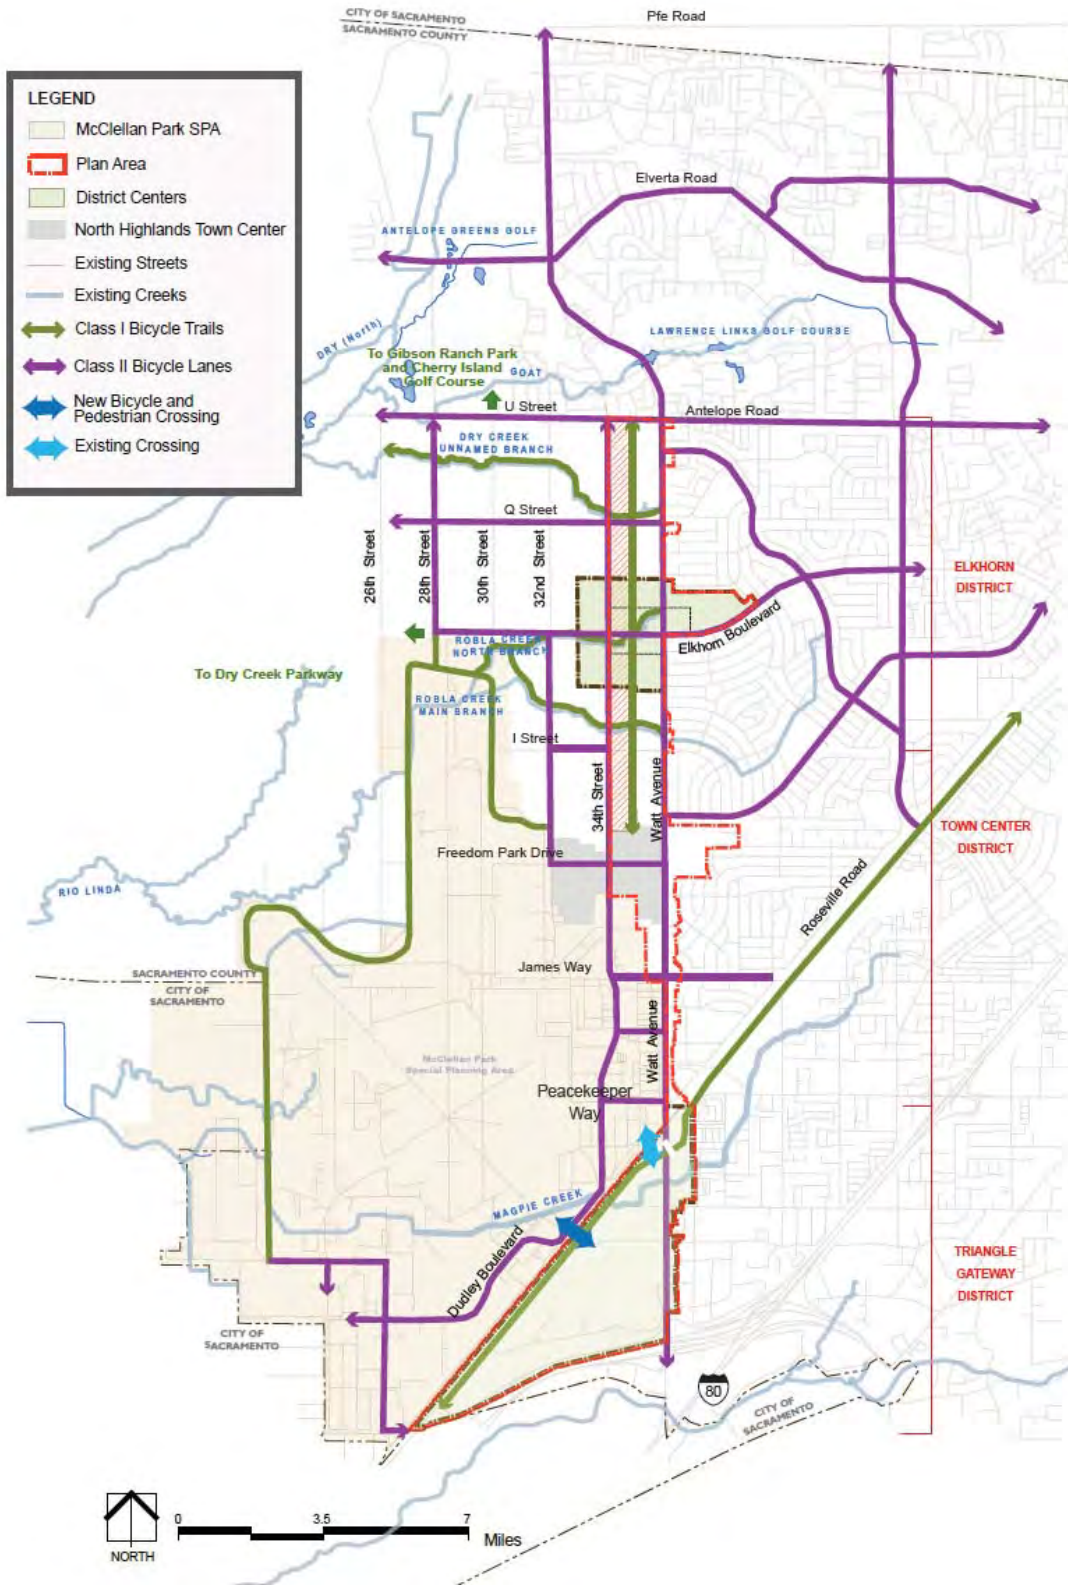 CITY OF SACRAMENTO
SACRAMENTO COUNTY
Pfe Road
LEGEND
McClellan Park SPA
Plan Area
District Centers
North Highlands Town Center
Existing Streets
Existing Creeks
Class I Bicycle Trails
Class II Bicycle Lanes
New Bicycle and
Pedestrian Crossing
Existing Crossing
Elverta Road
ANTELOPE GREENS GOLF
DRY (North)
LAWRENCE LINKS GOLF COURSE
To Gibson Ranch Park
and Cherry Island
Golf Course
GOAT
U Street
Antelope Road
DRY CREEK
UNNAMED BRANCH
Q Street
26th Street
28th Street
30th Street
32nd Street
ELKHORN
DISTRICT
Elkhorn Boulevard
ROBLA CREEK
NORTH BRANCH
To Dry Creek Parkway
ROBLA CREEK
MAIN BRANCH
I Street
34th Street
Watt Avenue
Freedom Park Drive
TOWN CENTER
DISTRICT
Roseville Road
RIO LINDA
SACRAMENTO COUNTY
CITY OF
SACRAMENTO
James Way
Watt Avenue
McClellan Park
Special Planning Area
Peacekeeper
Way
MAGPIE CREEK
Dudley Boulevard
TRIANGLE
GATEWAY
DISTRICT
CITY OF
SACRAMENTO
80
CITY OF
SACRAMENTO
0 3.5 7
Miles
NORTH